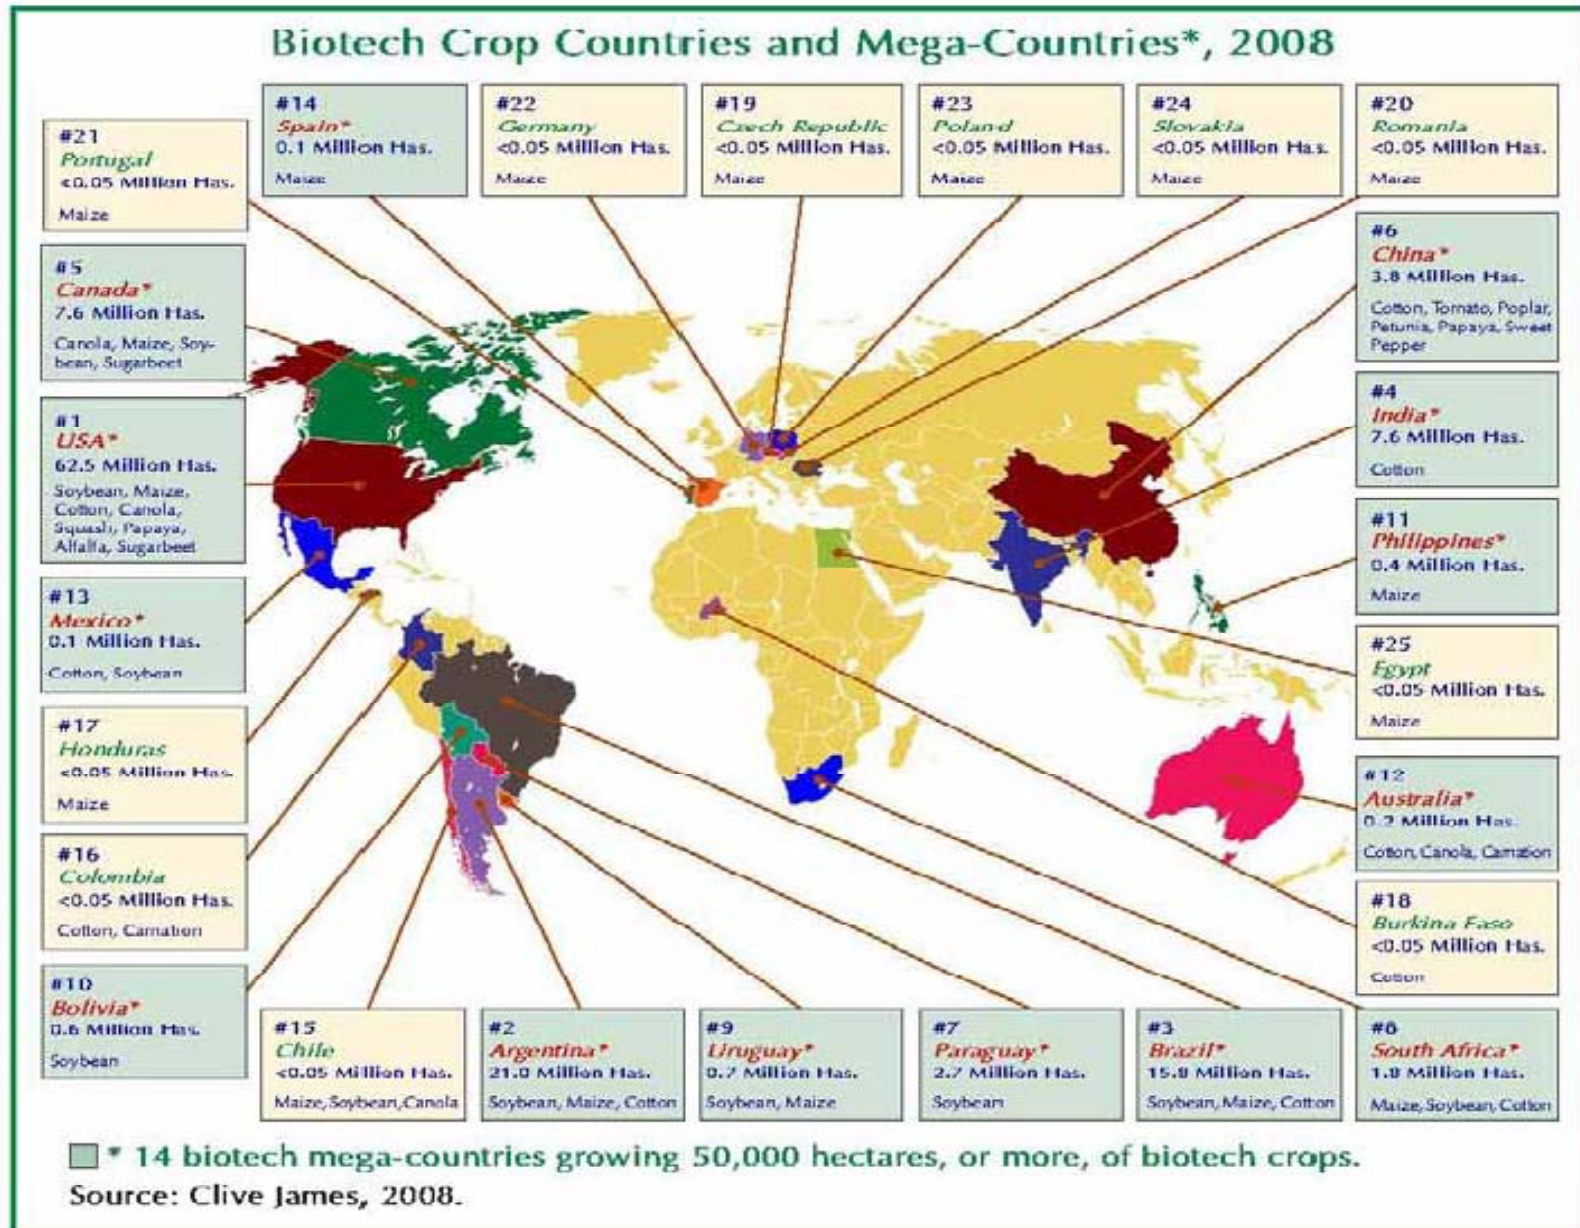 Biotech Crop Countries and Mega-Countries*, 2008
#14
Spain*
0.1 Million Has.
Maize
#22
Germany
<0.05 Million Has.
Maize
#19
Czech Republic
<0.05 Million Has.
Maize
#23
Poland
<0.05 Million Has.
Maize
#24
Slovakia
<0.05 Million Has.
Maize
#20
Romania
<0.05 Million Has.
Maize
#21
Portugal
<0.05 Million Has.
Maize
#5
Canada*
7.6 Million Has.
Canola, Maize, Soy-
bean, Sugarbeet
#1
USA*
62.5 Million Has.
Soybean, Maize,
Cotton, Canola,
Squash, Papaya,
Alfalfa, Sugarbeet
#13
Mexico*
0.1 Million Has.
Cotton, Soybean
#17
Honduras
<0.05 Million Has.
Maize
#16
Colombia
<0.05 Million Has.
Cotton, Carnation
#10
Bolivia*
0.6 Million Has.
Soybean
#6
China*
3.8 Million Has.
Cotton, Tomato, Poplar,
Petunia, Papaya, Sweet
Pepper
#4
India*
7.6 Million Has.
Cotton
#11
Philippines*
0.4 Million Has.
Maize
#25
Egypt
<0.05 Million Has.
Maize
#12
Australia*
0.2 Million Has.
Cotton, Canola, Carnation
#18
Burkina Faso
<0.05 Million Has.
Cotton
#15
Chile
<0.05 Million Has.
Maize, Soybean, Canola
#2
Argentina*
21.0 Million Has.
Soybean, Maize, Cotton
#9
Uruguay*
0.7 Million Has.
Soybean, Maize
#7
Paraguay*
2.7 Million Has.
Soybean
#3
Brazil*
15.8 Million Has.
Soybean, Maize, Cotton
#8
South Africa*
1.8 Million Has.
Maize, Soybean, Cotton
* 14 biotech mega-countries growing 50,000 hectares, or more, of biotech crops.
Source: Clive James, 2008.